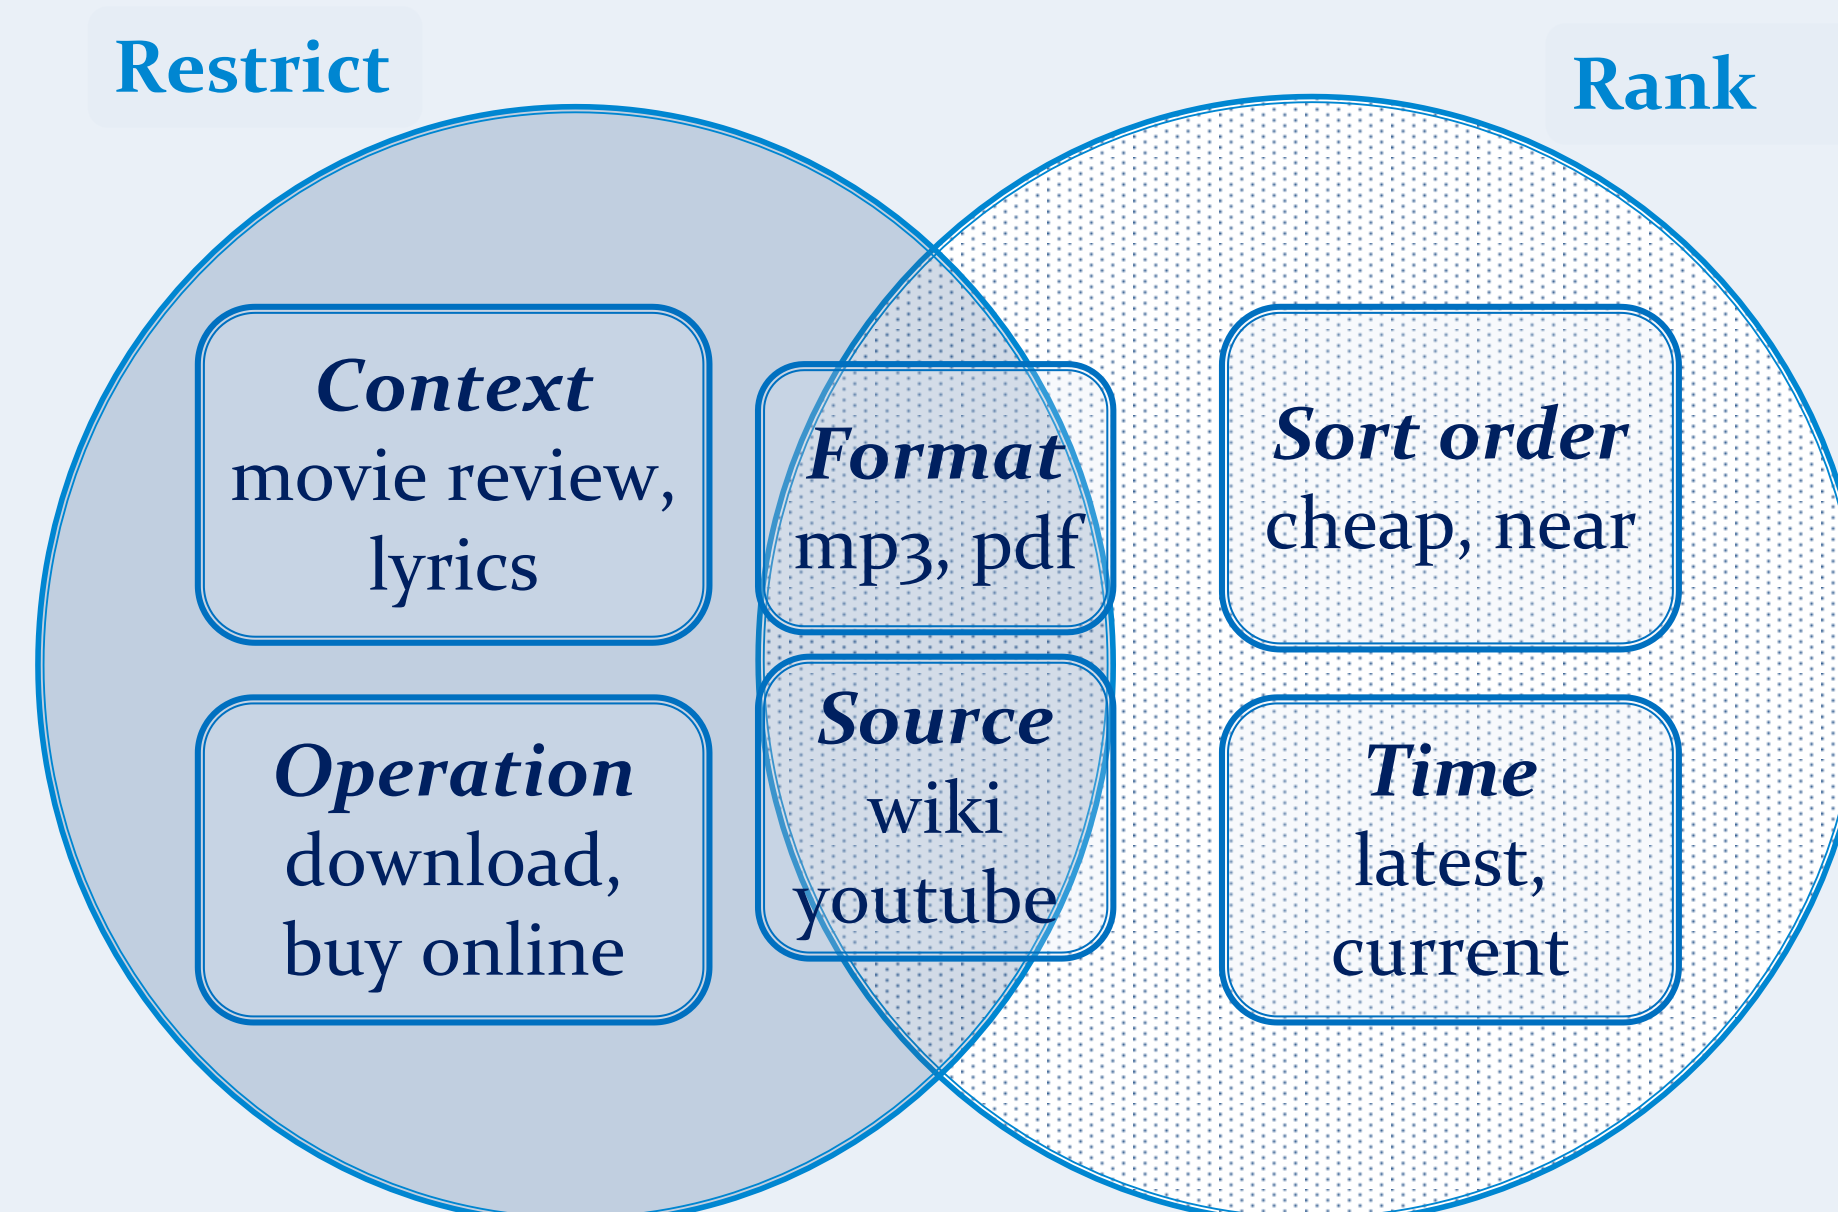 Restrict
Rank
Context
movie review,
lyrics
Operation
download,
buy online
Format
mp3, pdf
Source
wiki
youtube
Sort order
cheap, near
Time
latest,
current